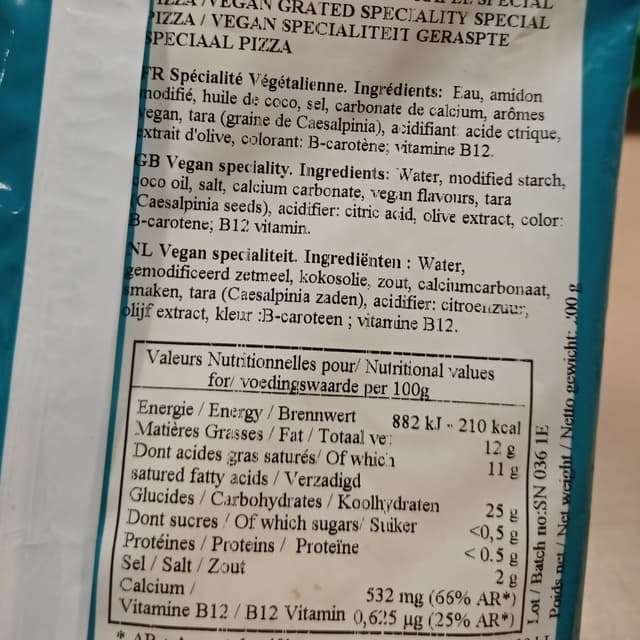 VEGAN GRATED SPECIALITY SPECIAL
PIZZA / VEGAN SPECIALITEIT GERASPTE
SPECIAAL PIZZA
FR Spécialité Végétalienne. Ingrédients: Eau, amidon
modifié, huile de coco, sel, carbonate de calcium, arômes
vegan, tara (graine de Caesalpinia), acidifiant: acide ctrique,
extrait d'olive, colorant: B-carotène; vitamine B12.
GB Vegan speciality. Ingredients: Water, modified starch,
coco oil, salt, calcium carbonate, vegan flavours, tara
(Caesalpinia seeds), acidifier: citric acid, olive extract, color:
B-carotene; B12 vitamin.
NL Vegan specialiteit. Ingrediënten : Water,
gemodificeerd zetmeel, kokosolie, zout, calciumcarbonaat,
smaken, tara (Caesalpinia zaden), acidifier: citroenzuur,
olijf extract, kleur :B-caroteen ; vitamine B12.
Valeurs Nutritionnelles pour/ Nutritional values
for/ voedingswaarde per 100g
Energie / Energy / Brennwert 882 kJ - 210 kcal
Matières Grasses / Fat / Totaal vet 12 g
Dont acides gras saturés/ Of which 11 g
satured fatty acids / Verzadigd
Glucides / Carbohydrates / Koolhydraten 25 g
Dont sucres / Of which sugars/ Suiker <0,5 g
Protéines / Proteins / Proteïne < 0.5 g
Sel / Salt / Zout 2 g
Calcium / 532 mg (66% AR*)
Vitamine B12 / B12 Vitamin 0,625 µg (25% AR*)
Lot / Batch no:SN 036 1E
Poids net / Net weight / Netto gewicht: